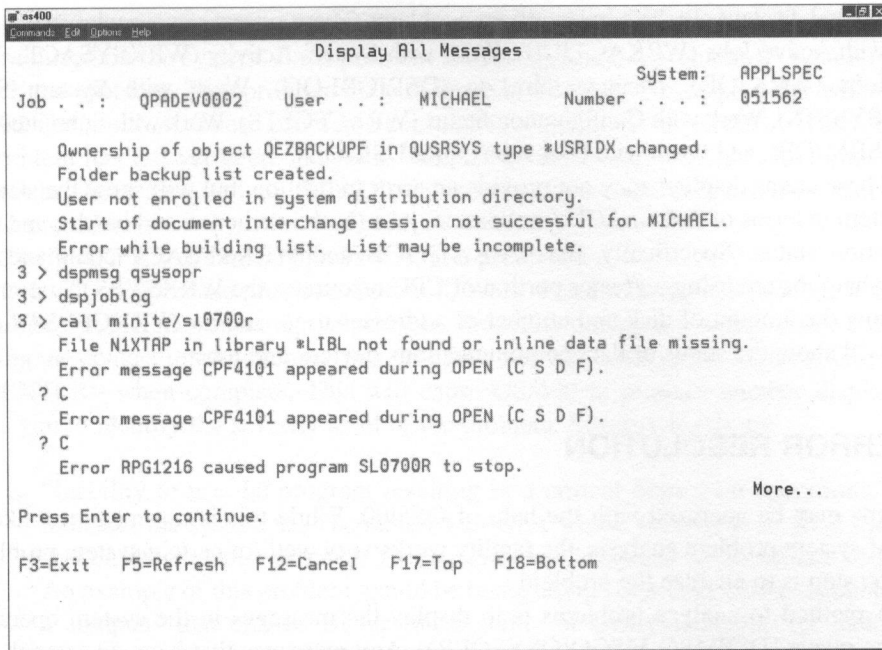 as400
Commands Edit Options Help
Display All Messages
System: APPLSPEC
Job . . : QPADEV0002 User . . : MICHAEL Number . . . : 051562
Ownership of object QEZBACKUPF in QUSRSYS type *USRIDX changed.
Folder backup list created.
User not enrolled in system distribution directory.
Start of document interchange session not successful for MICHAEL.
Error while building list. List may be incomplete.
3 > dspmsg qsysopr
3 > dspjoblog
3 > call minite/sl0700r
File N1XTAP in library *LIBL not found or inline data file missing.
Error message CPF4101 appeared during OPEN (C S D F).
? C
Error message CPF4101 appeared during OPEN (C S D F).
? C
Error RPG1216 caused program SL0700R to stop.
More...
Press Enter to continue.
F3=Exit F5=Refresh F12=Cancel F17=Top F18=Bottom